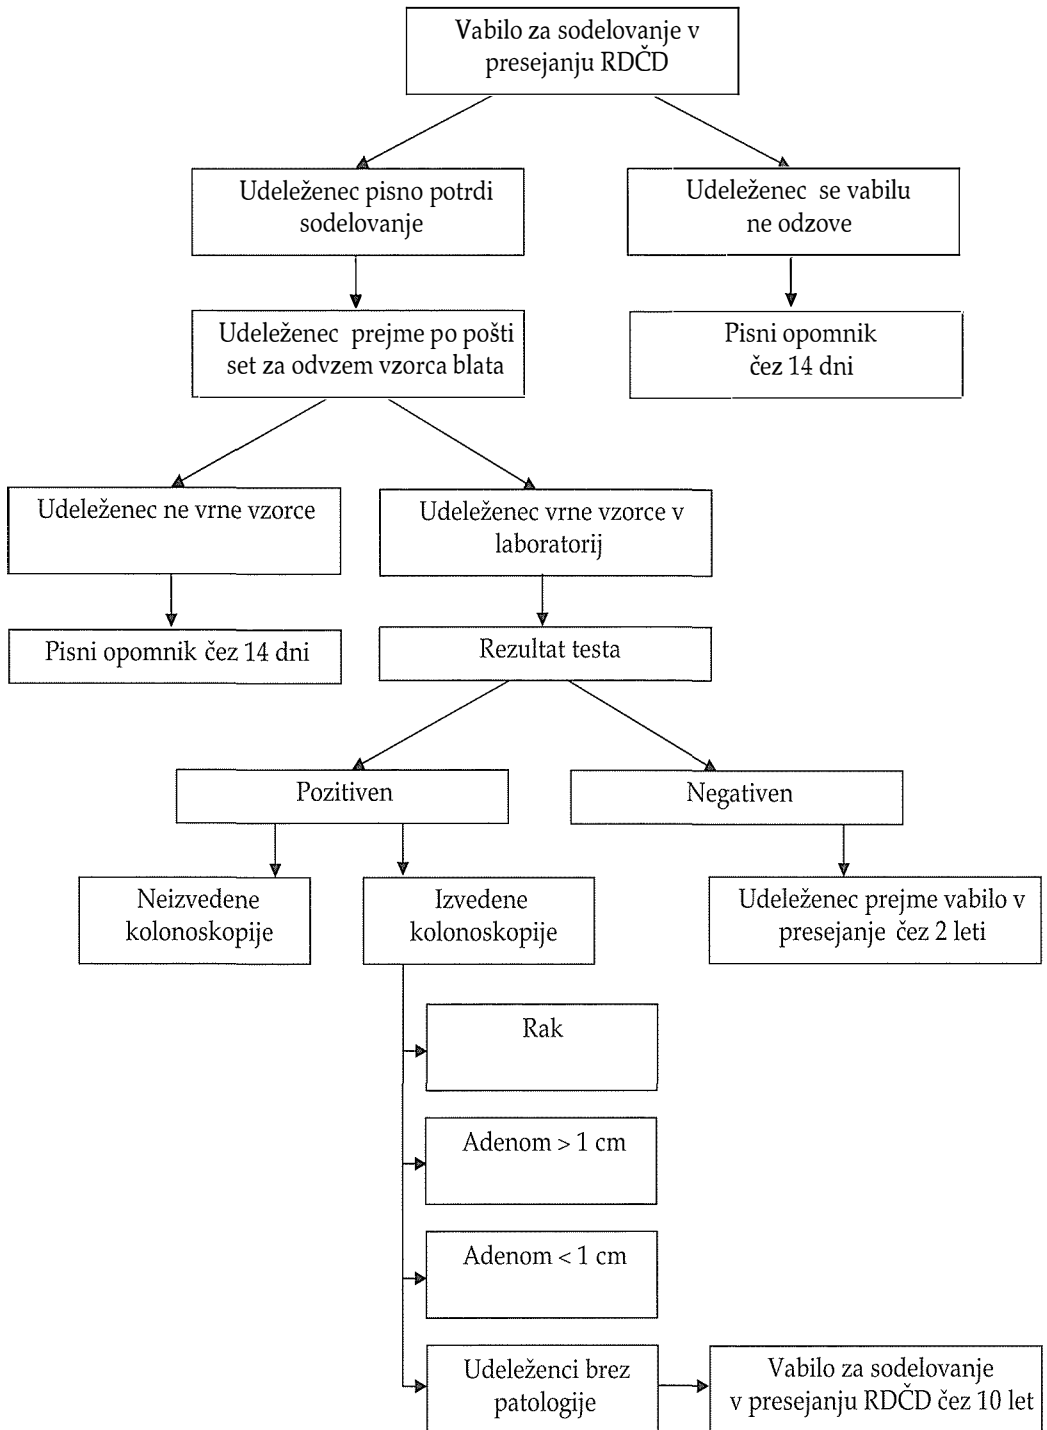 Vabilo za sodelovanje v
presejanju RDČD
Udeleženec pisno potrdi
sodelovanje
Udeleženec se vabilu
ne odzove
Udeleženec prejme po pošti
set za odvzem vzorca blata
Pisni opomnik
čez 14 dni
Udeleženec ne vrne vzorce
Udeleženec vrne vzorce v
laboratorij
Pisni opomnik čez 14 dni
Rezultat testa
Pozitiven
Negativen
Neizvedene
kolonoskopije
Izvedene
kolonoskopije
Udeleženec prejme vabilo v
presejanje čez 2 leti
Rak
Adenom > 1 cm
Adenom < 1 cm
Udeleženci brez
patologije
Vabilo za sodelovanje
v presejanju RDČD čez 10 let